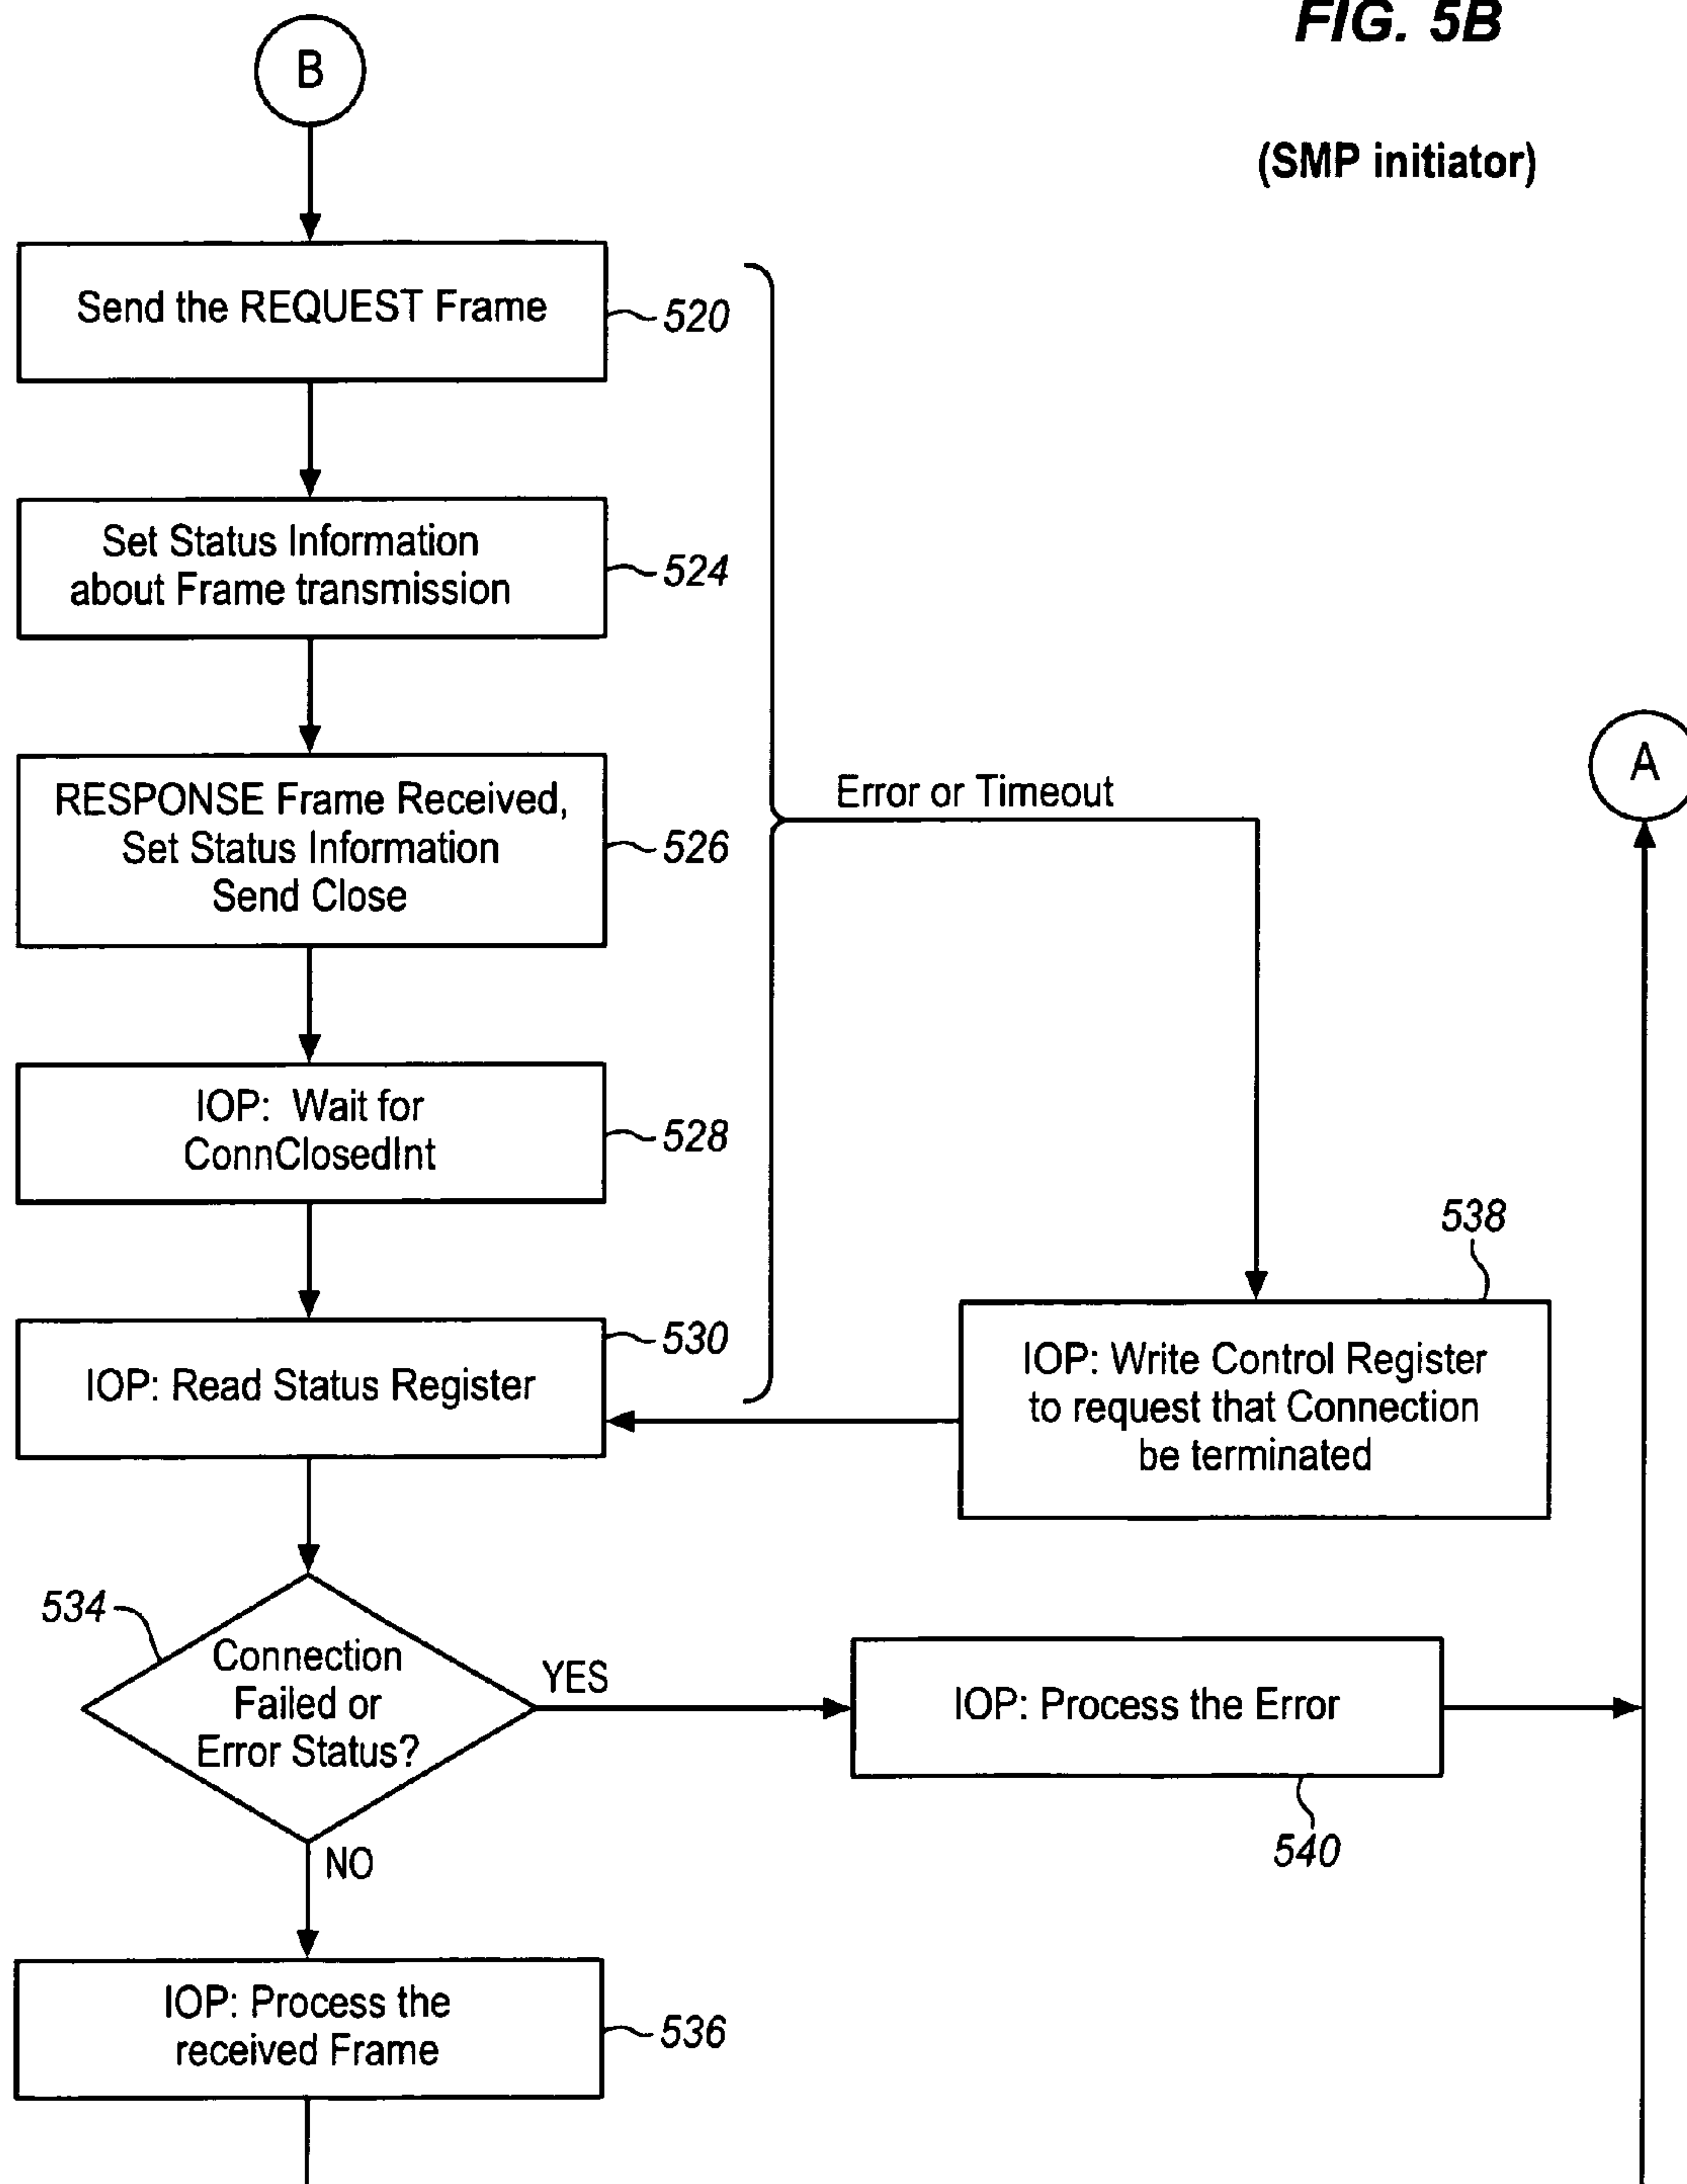 FIG. 5B
B
(SMP initiator)
Send the REQUEST Frame
520
Set Status Information
about Frame transmission
524
A
RESPONSE Frame Received,
Set Status Information
Send Close
526
Error or Timeout
IOP: Wait for
ConnClosedInt
528
538
IOP: Read Status Register
530
IOP: Write Control Register
to request that Connection
be terminated
534
Connection
Failed or
Error Status?
YES
IOP: Process the Error
540
NO
IOP: Process the
received Frame
536